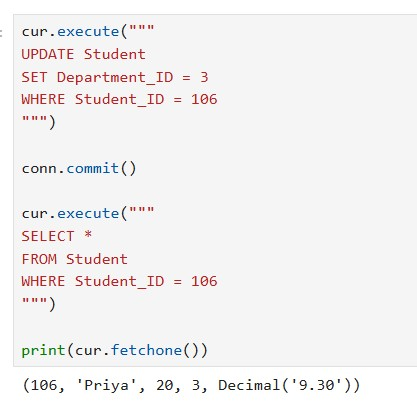 cur.execute("""
UPDATE Student
SET Department_ID = 3
WHERE Student_ID = 106
""")
conn.commit()
cur.execute("""
SELECT *
FROM Student
WHERE Student_ID = 106
""")
print(cur.fetchone())
(106, 'Priya', 20, 3, Decimal('9.30'))